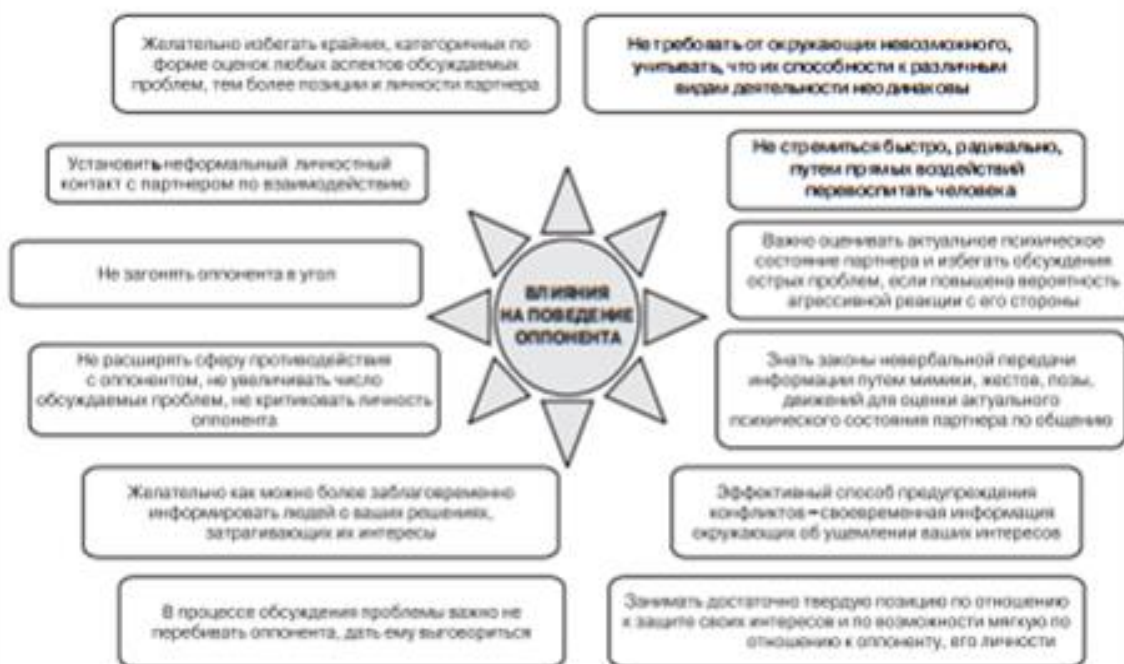 Желательно избегать крайних, категоричных по
форме оценок любых аспектов обсуждаемых
проблем, тем более позиции и личности партнера
Не требовать от окружающих невозможного,
учитывать, что их способности к различным
видам деятельности неодинаковы
Установить неформальный личностный
контакт с партнером по взаимодействию
Не стремиться быстро, радикально,
путем прямых воздействий
перевоспитать человека
Не загонять оппонента в угол
Важно оценивать актуальное психическое
состояние партнера и избегать обсуждения
острых проблем, если повышена вероятность
агрессивной реакции с его стороны
ВЛИЯНИЯ
НА ПОВЕДЕНИЕ
ОППОНЕНТА
Не расширять сферу противодействия
с оппонентом, не увеличивать число
обсуждаемых проблем, не критиковать личность
оппонента
Знать законы невербальной передачи
информации путем мимики, жестов, позы,
движений для оценки актуального
психического состояния партнера по общению
Желательно как можно более заблаговременно
информировать людей о ваших решениях,
затрагивающих их интересы
Эффективный способ предупреждения
конфликтов – своевременная информация
окружающих об ущемлении ваших интересов
В процессе обсуждения проблемы важно не
перебивать оппонента, дать ему выговориться
Занимать достаточно твердую позицию по отношению
к защите своих интересов и по возможности мягкую по
отношению к оппоненту, его личности